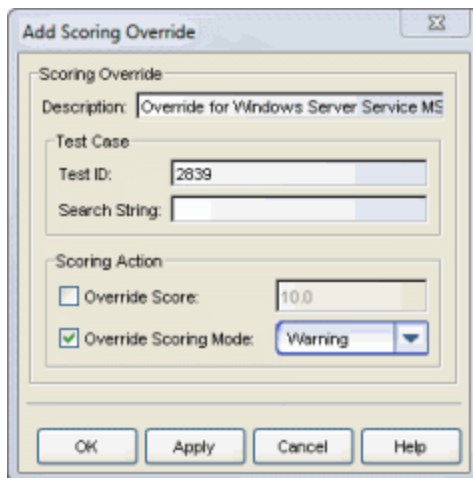 Add Scoring Override
Scoring Override
Description: Override for Windows Server Service MS
Test Case
Test ID: 2839
Search String:
Scoring Action
Override Score: 10.0
Override Scoring Mode: Warning
OK Apply Cancel Help